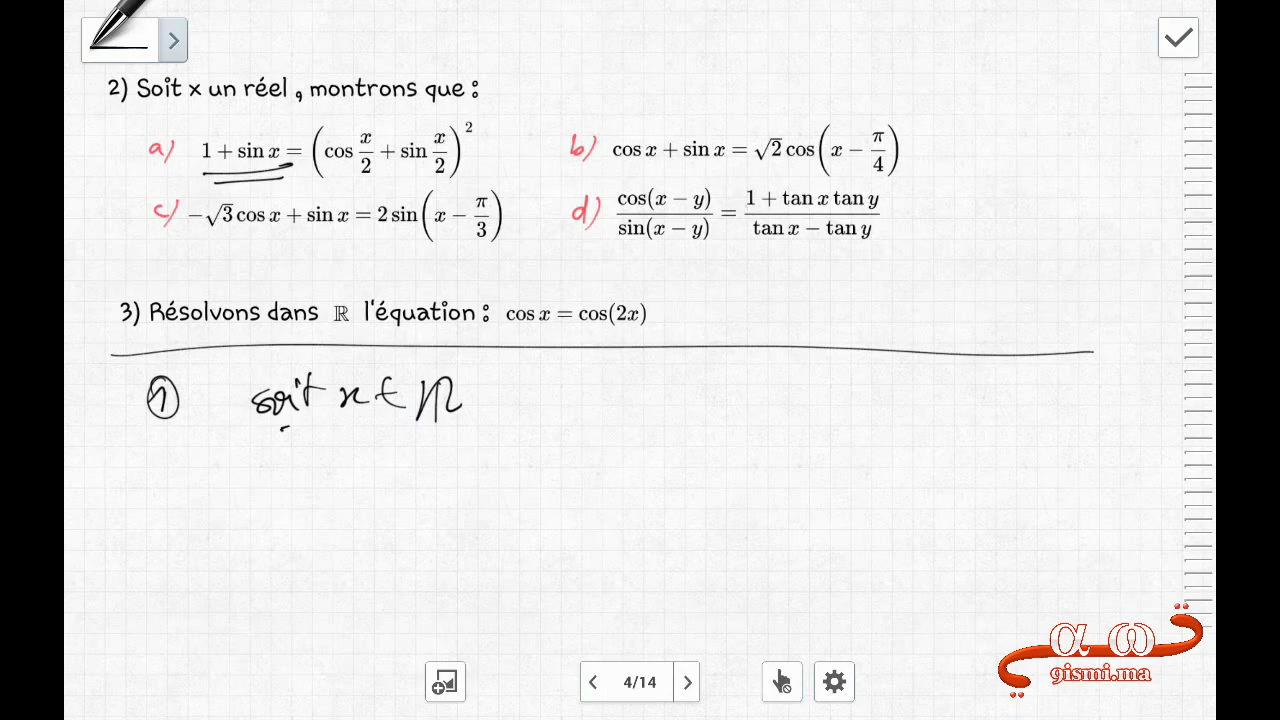 2) Soit x un réel , montrons que :
a) 1 + sin x = (cos x/2 + sin x/2)²
b) cos x + sin x = √2 cos(x − π/4)
c) −√3 cos x + sin x = 2 sin(x − π/3)
d) cos(x − y)/sin(x − y) = (1 + tan x tan y)/(tan x − tan y)
3) Résolvons dans ℝ l'équation : cos x = cos(2x)
① soit x ∈ ℝ
4/14
α ω
9ismi.ma